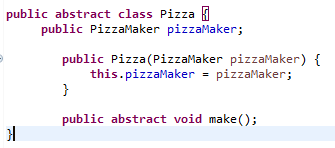 public abstract class Pizza {
    public PizzaMaker pizzaMaker;
    
        public Pizza(PizzaMaker pizzaMaker) {
            this.pizzaMaker = pizzaMaker;
        }

        public abstract void make();
}